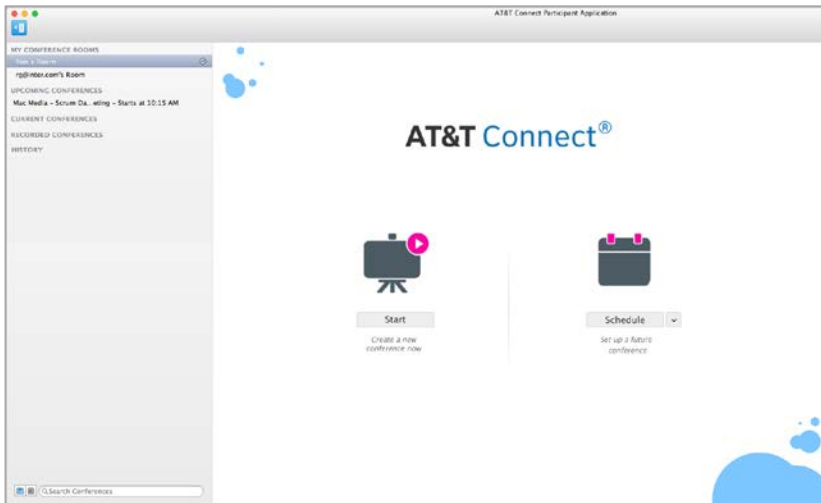 AT&T Connect Participant Application
MY CONFERENCE ROOMS
Room
rg@inter.com's Room
UPCOMING CONFERENCES
Mac Media - Scrum Da...eting - Starts at 10:15 AM
CURRENT CONFERENCES
RECORDED CONFERENCES
HISTORY
AT&T Connect®
Start
Create a new
conference now
Schedule
Set up a future
conference
Search Conferences